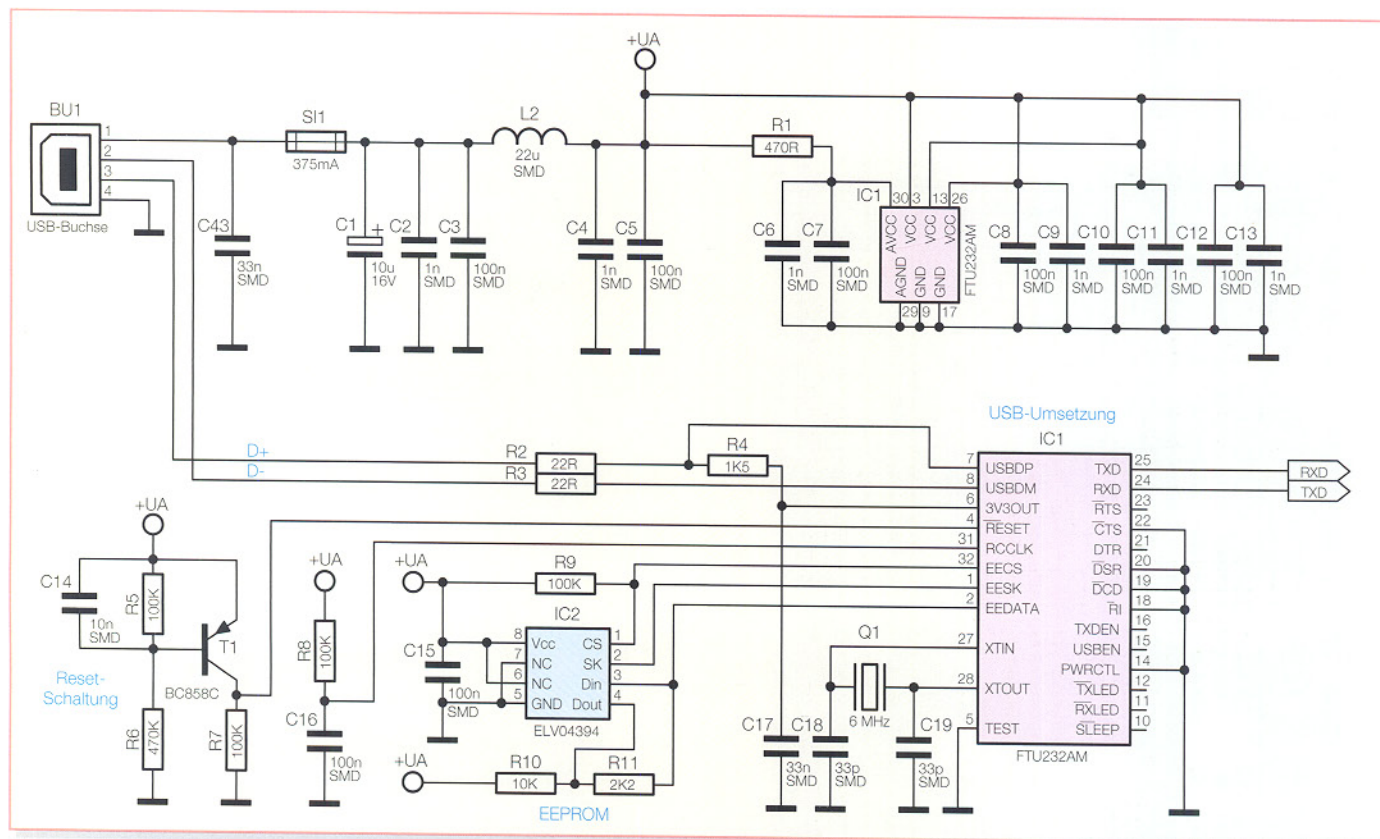 +UA
BU1
1
2
3
4
USB-Buchse
SI1
375mA
L2
22u
SMD
R1
470R
C43
33n
SMD
C1
+
10u
16V
C2
1n
SMD
C3
100n
SMD
C4
1n
SMD
C5
100n
SMD
C6
1n
SMD
C7
100n
SMD
IC1
30 3 13 26
AVCC VCC VCC VCC
AGND GND GND
29 9 17
FTU232AM
C8
100n
SMD
C9
1n
SMD
C10
100n
SMD
C11
1n
SMD
C12
100n
SMD
C13
1n
SMD
USB-Umsetzung
IC1
D+
D-
R2
22R
R3
22R
R4
1K5
7 USBDP
8 USBDM
6 3V3OUT
4 RESET
31 RCCLK
32 EECS
1 EESK
2 EEDATA
27 XTIN
28 XTOUT
5 TEST
TXD 25
RXD 24
RTS 23
CTS 22
DTR 21
DSR 20
DCD 19
RI 18
TXDEN 16
USBEN 15
PWRCTL 14
TXLED 12
RXLED 11
SLEEP 10
FTU232AM
RXD
TXD
+UA
C14
10n
SMD
R5
100K
T1
BC858C
Reset-
Schaltung
R6
470K
R7
100K
+UA
R8
100K
C16
100n
SMD
+UA
R9
100K
IC2
C15
100n
SMD
8 Vcc CS 1
7 NC SK 2
6 NC Din 3
5 GND Dout 4
ELV04394
+UA
R10
10K
R11
2K2
EEPROM
Q1
6 MHz
C17
33n
SMD
C18
33p
SMD
C19
33p
SMD